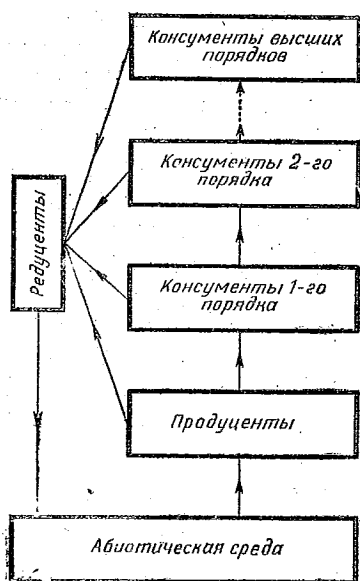 Консументы высших
порядков
Консументы 2-го
порядка
Редуценты
Консументы 1-го
порядка
Продуценты
Абиотическая среда